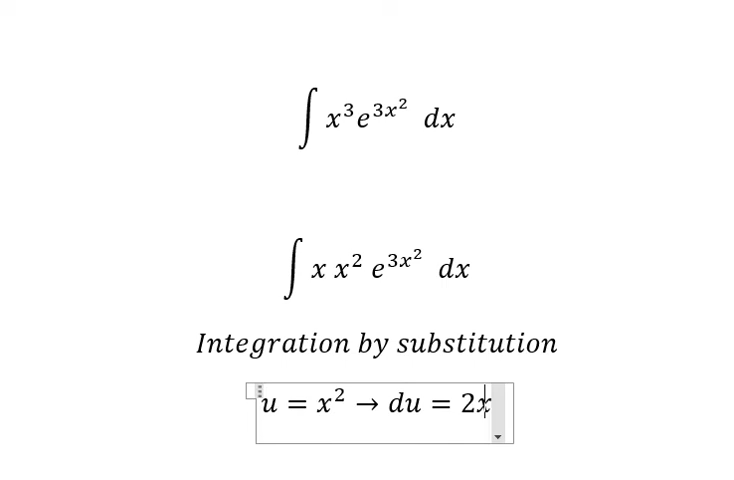 ∫ x³e^{3x²} dx
∫ x x² e^{3x²} dx
Integration by substitution
u = x² → du = 2x